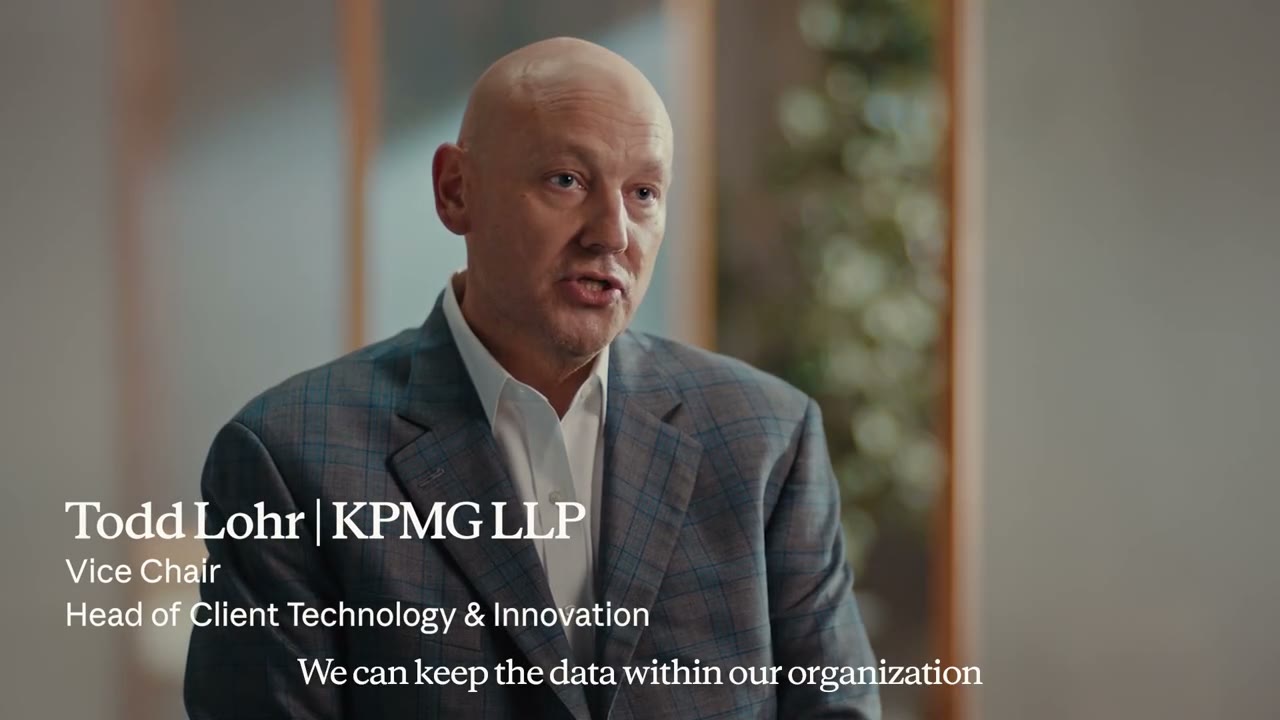 Todd Lohr | KPMG LLP
Vice Chair
Head of Client Technology & Innovation
We can keep the data within our organization